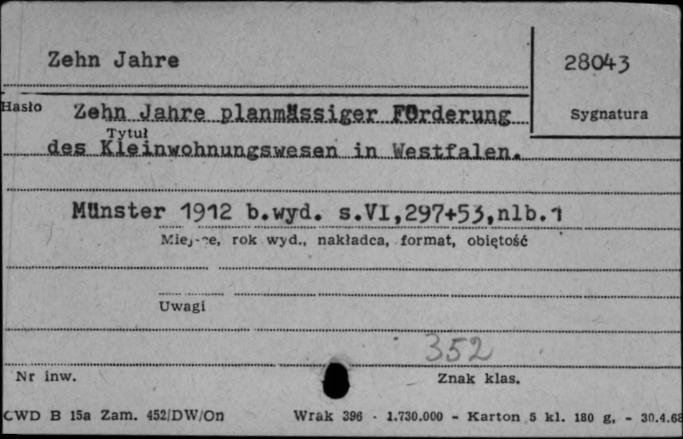 Zehn Jahre
28043
Hasło
Zehn Jahre planmässiger Förderung
Sygnatura
Tytuł
des Kleinwohnungswesen in Westfalen.
Münster 1912 b.wyd. s.VI,297+53,nlb.1
Miejsce, rok wyd., nakładca, format, objętość
Uwagi
352
Nr inw.
Znak klas.
CWD B 15a Zam. 452/DW/On
Wrak 396 - 1.730.000 - Karton 5 kl. 180 g, - 30.4.68